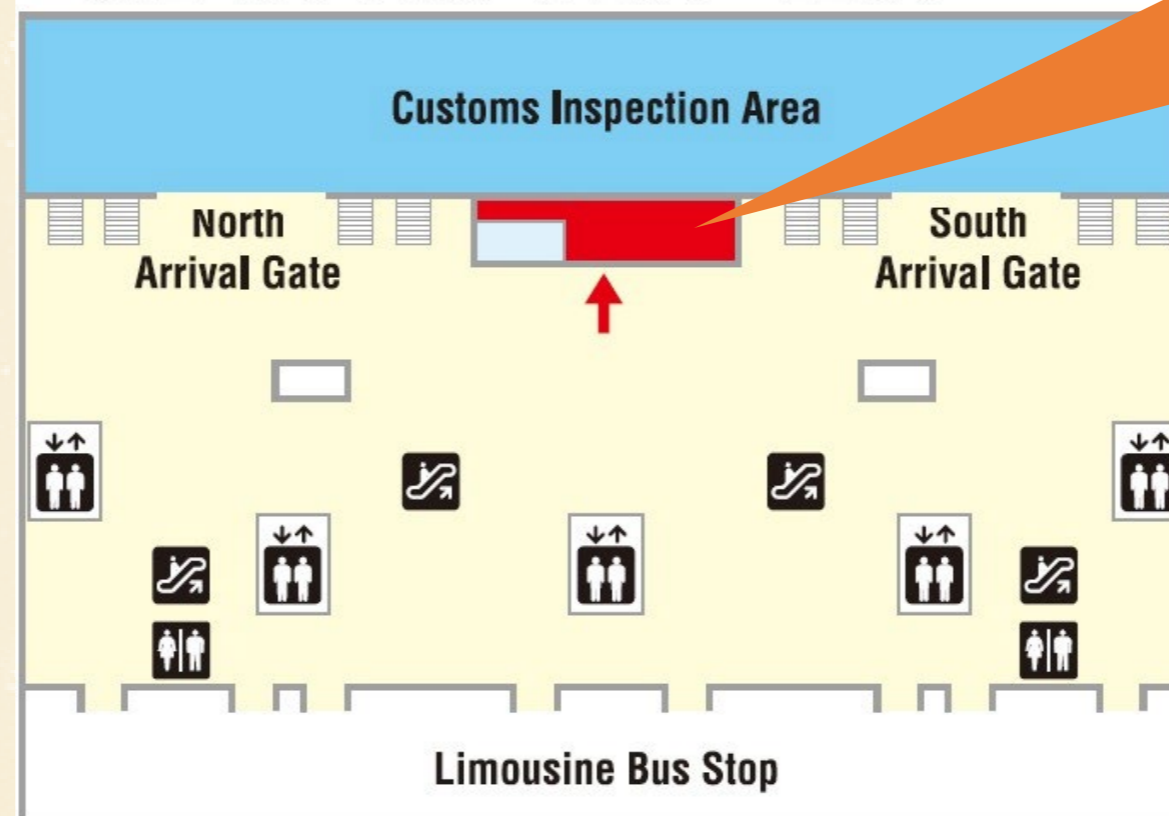 Customs Inspection Area
North
Arrival Gate
South
Arrival Gate
Limousine Bus Stop